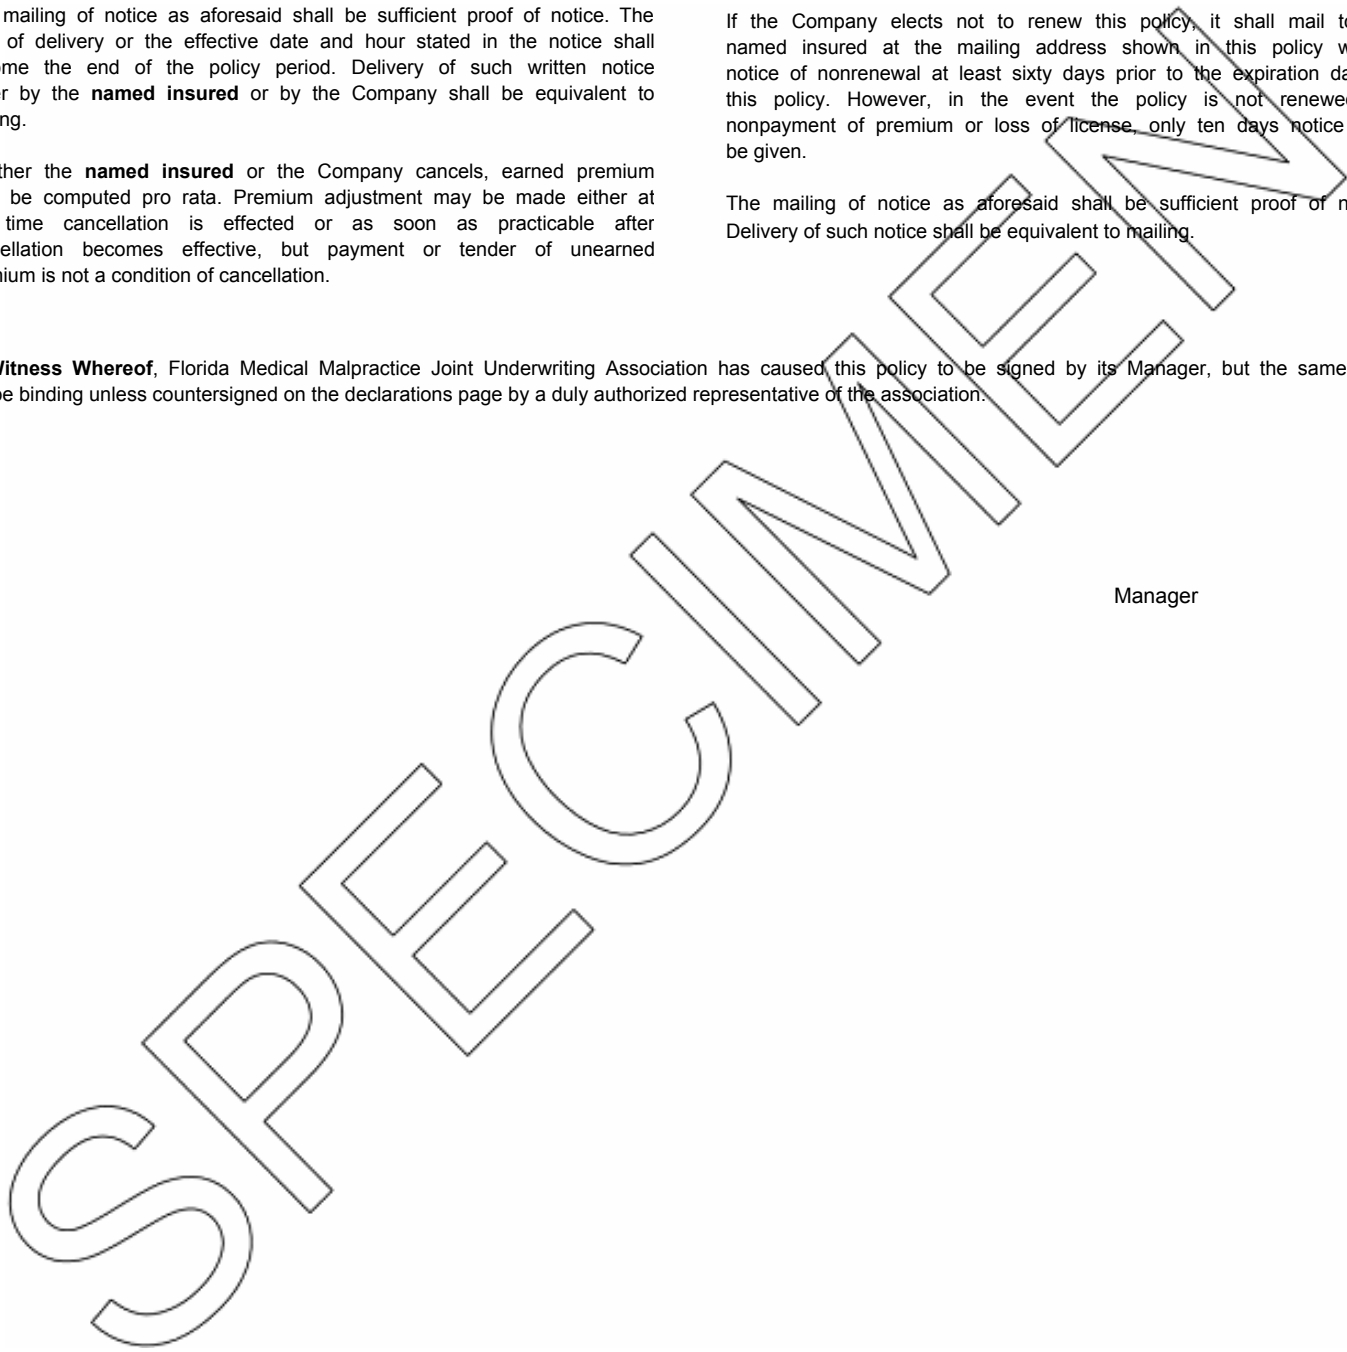 mailing of notice as aforesaid shall be sufficient proof of notice. The
of delivery or the effective date and hour stated in the notice shall
ome the end of the policy period. Delivery of such written notice
er by the named insured or by the Company shall be equivalent to
ng.
ther the named insured or the Company cancels, earned premium
be computed pro rata. Premium adjustment may be made either at
time cancellation is effected or as soon as practicable after
ellation becomes effective, but payment or tender of unearned
nium is not a condition of cancellation.
If the Company elects not to renew this policy, it shall mail to
named insured at the mailing address shown in this policy w
notice of nonrenewal at least sixty days prior to the expiration da
this policy. However, in the event the policy is not renewed
nonpayment of premium or loss of license, only ten days notice
be given.
The mailing of notice as aforesaid shall be sufficient proof of n
Delivery of such notice shall be equivalent to mailing.
Witness Whereof, Florida Medical Malpractice Joint Underwriting Association has caused this policy to be signed by its Manager, but the same
be binding unless countersigned on the declarations page by a duly authorized representative of the association.
Manager
SPECIMEN